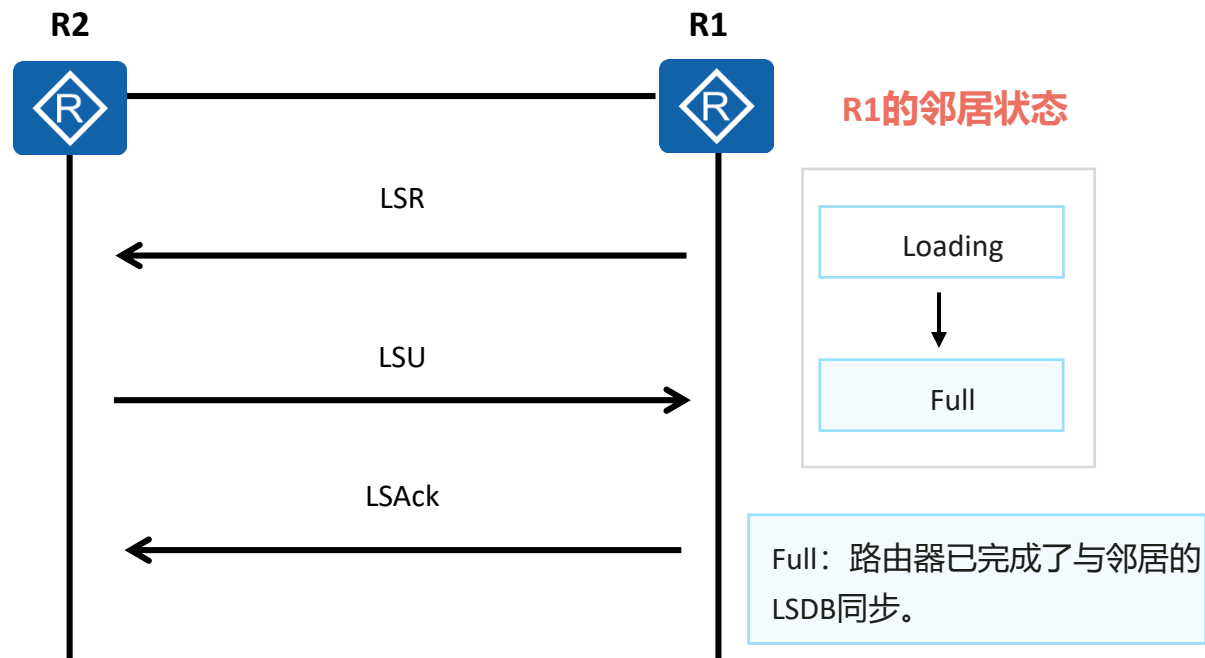 R2
R1
R
R
R1的邻居状态
LSR
Loading
LSU
Full
LSAck
Full：路由器已完成了与邻居的
LSDB同步。